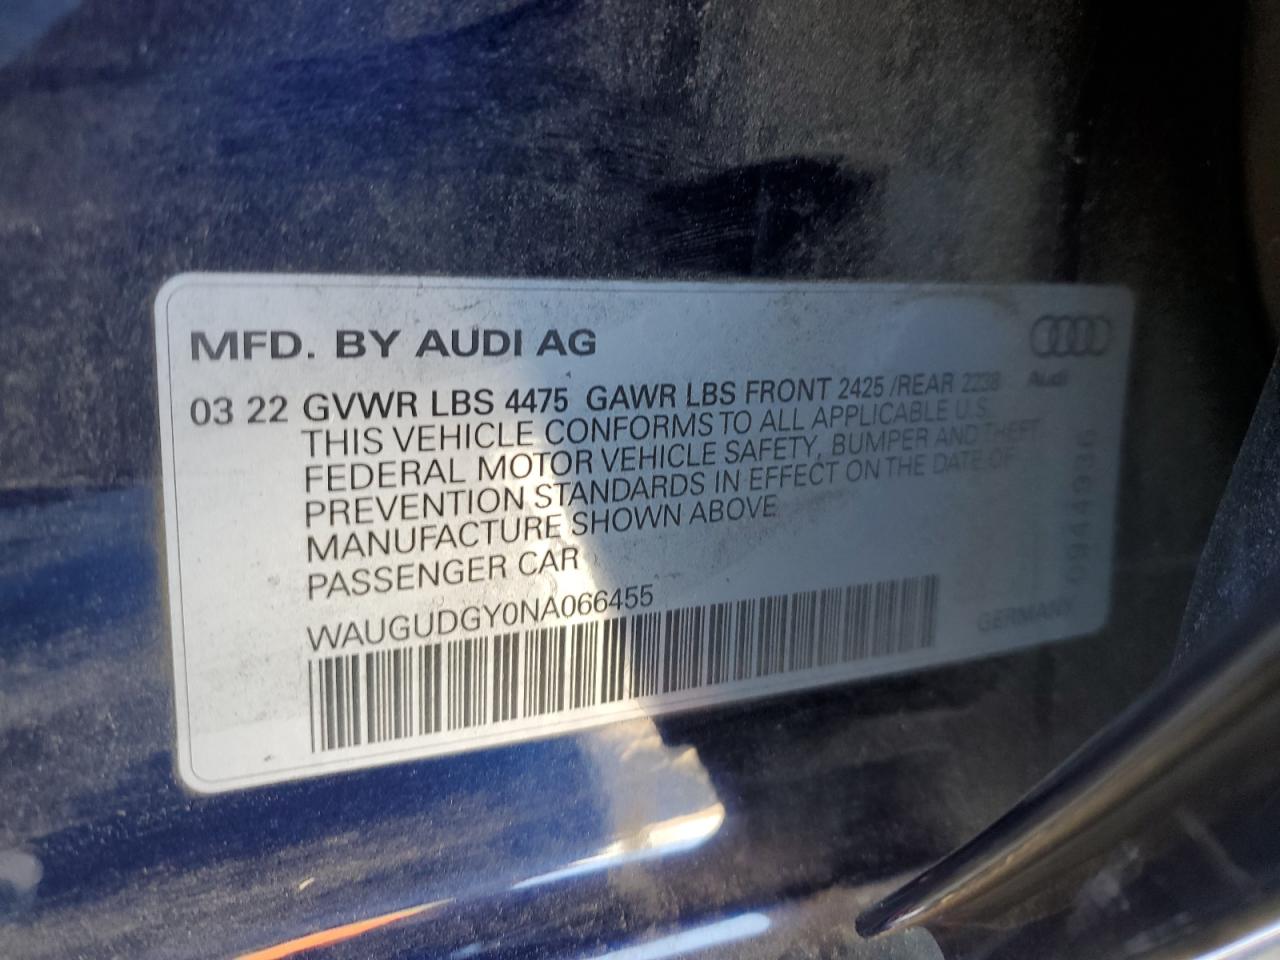 MFD. BY AUDI AG
Audi
03 22 GVWR LBS 4475 GAWR LBS FRONT 2425 /REAR 2238
THIS VEHICLE CONFORMS TO ALL APPLICABLE U.S.
FEDERAL MOTOR VEHICLE SAFETY, BUMPER AND THEFT
PREVENTION STANDARDS IN EFFECT ON THE DATE OF
MANUFACTURE SHOWN ABOVE
PASSENGER CAR
WAUGUDGY0NA066455
GERMANY